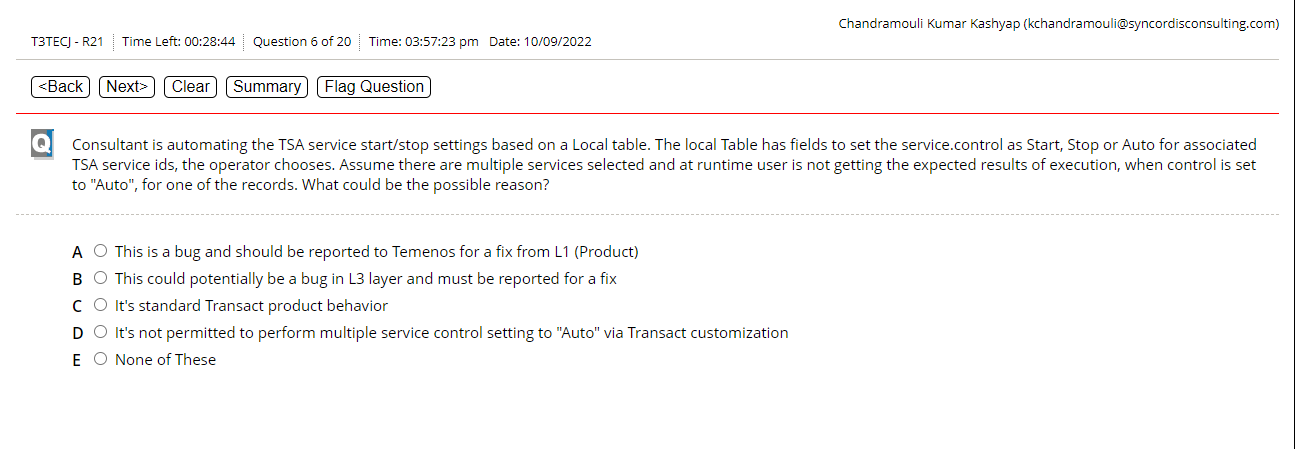 Chandramouli Kumar Kashyap (kchandramouli@syncordisconsulting.com)
T3TECJ - R21 Time Left: 00:28:44 Question 6 of 20 Time: 03:57:23 pm Date: 10/09/2022
<Back Next> Clear Summary Flag Question
Q Consultant is automating the TSA service start/stop settings based on a Local table. The local Table has fields to set the service.control as Start, Stop or Auto for associated
TSA service ids, the operator chooses. Assume there are multiple services selected and at runtime user is not getting the expected results of execution, when control is set
to "Auto", for one of the records. What could be the possible reason?
A This is a bug and should be reported to Temenos for a fix from L1 (Product)
B This could potentially be a bug in L3 layer and must be reported for a fix
C It's standard Transact product behavior
D It's not permitted to perform multiple service control setting to "Auto" via Transact customization
E None of These